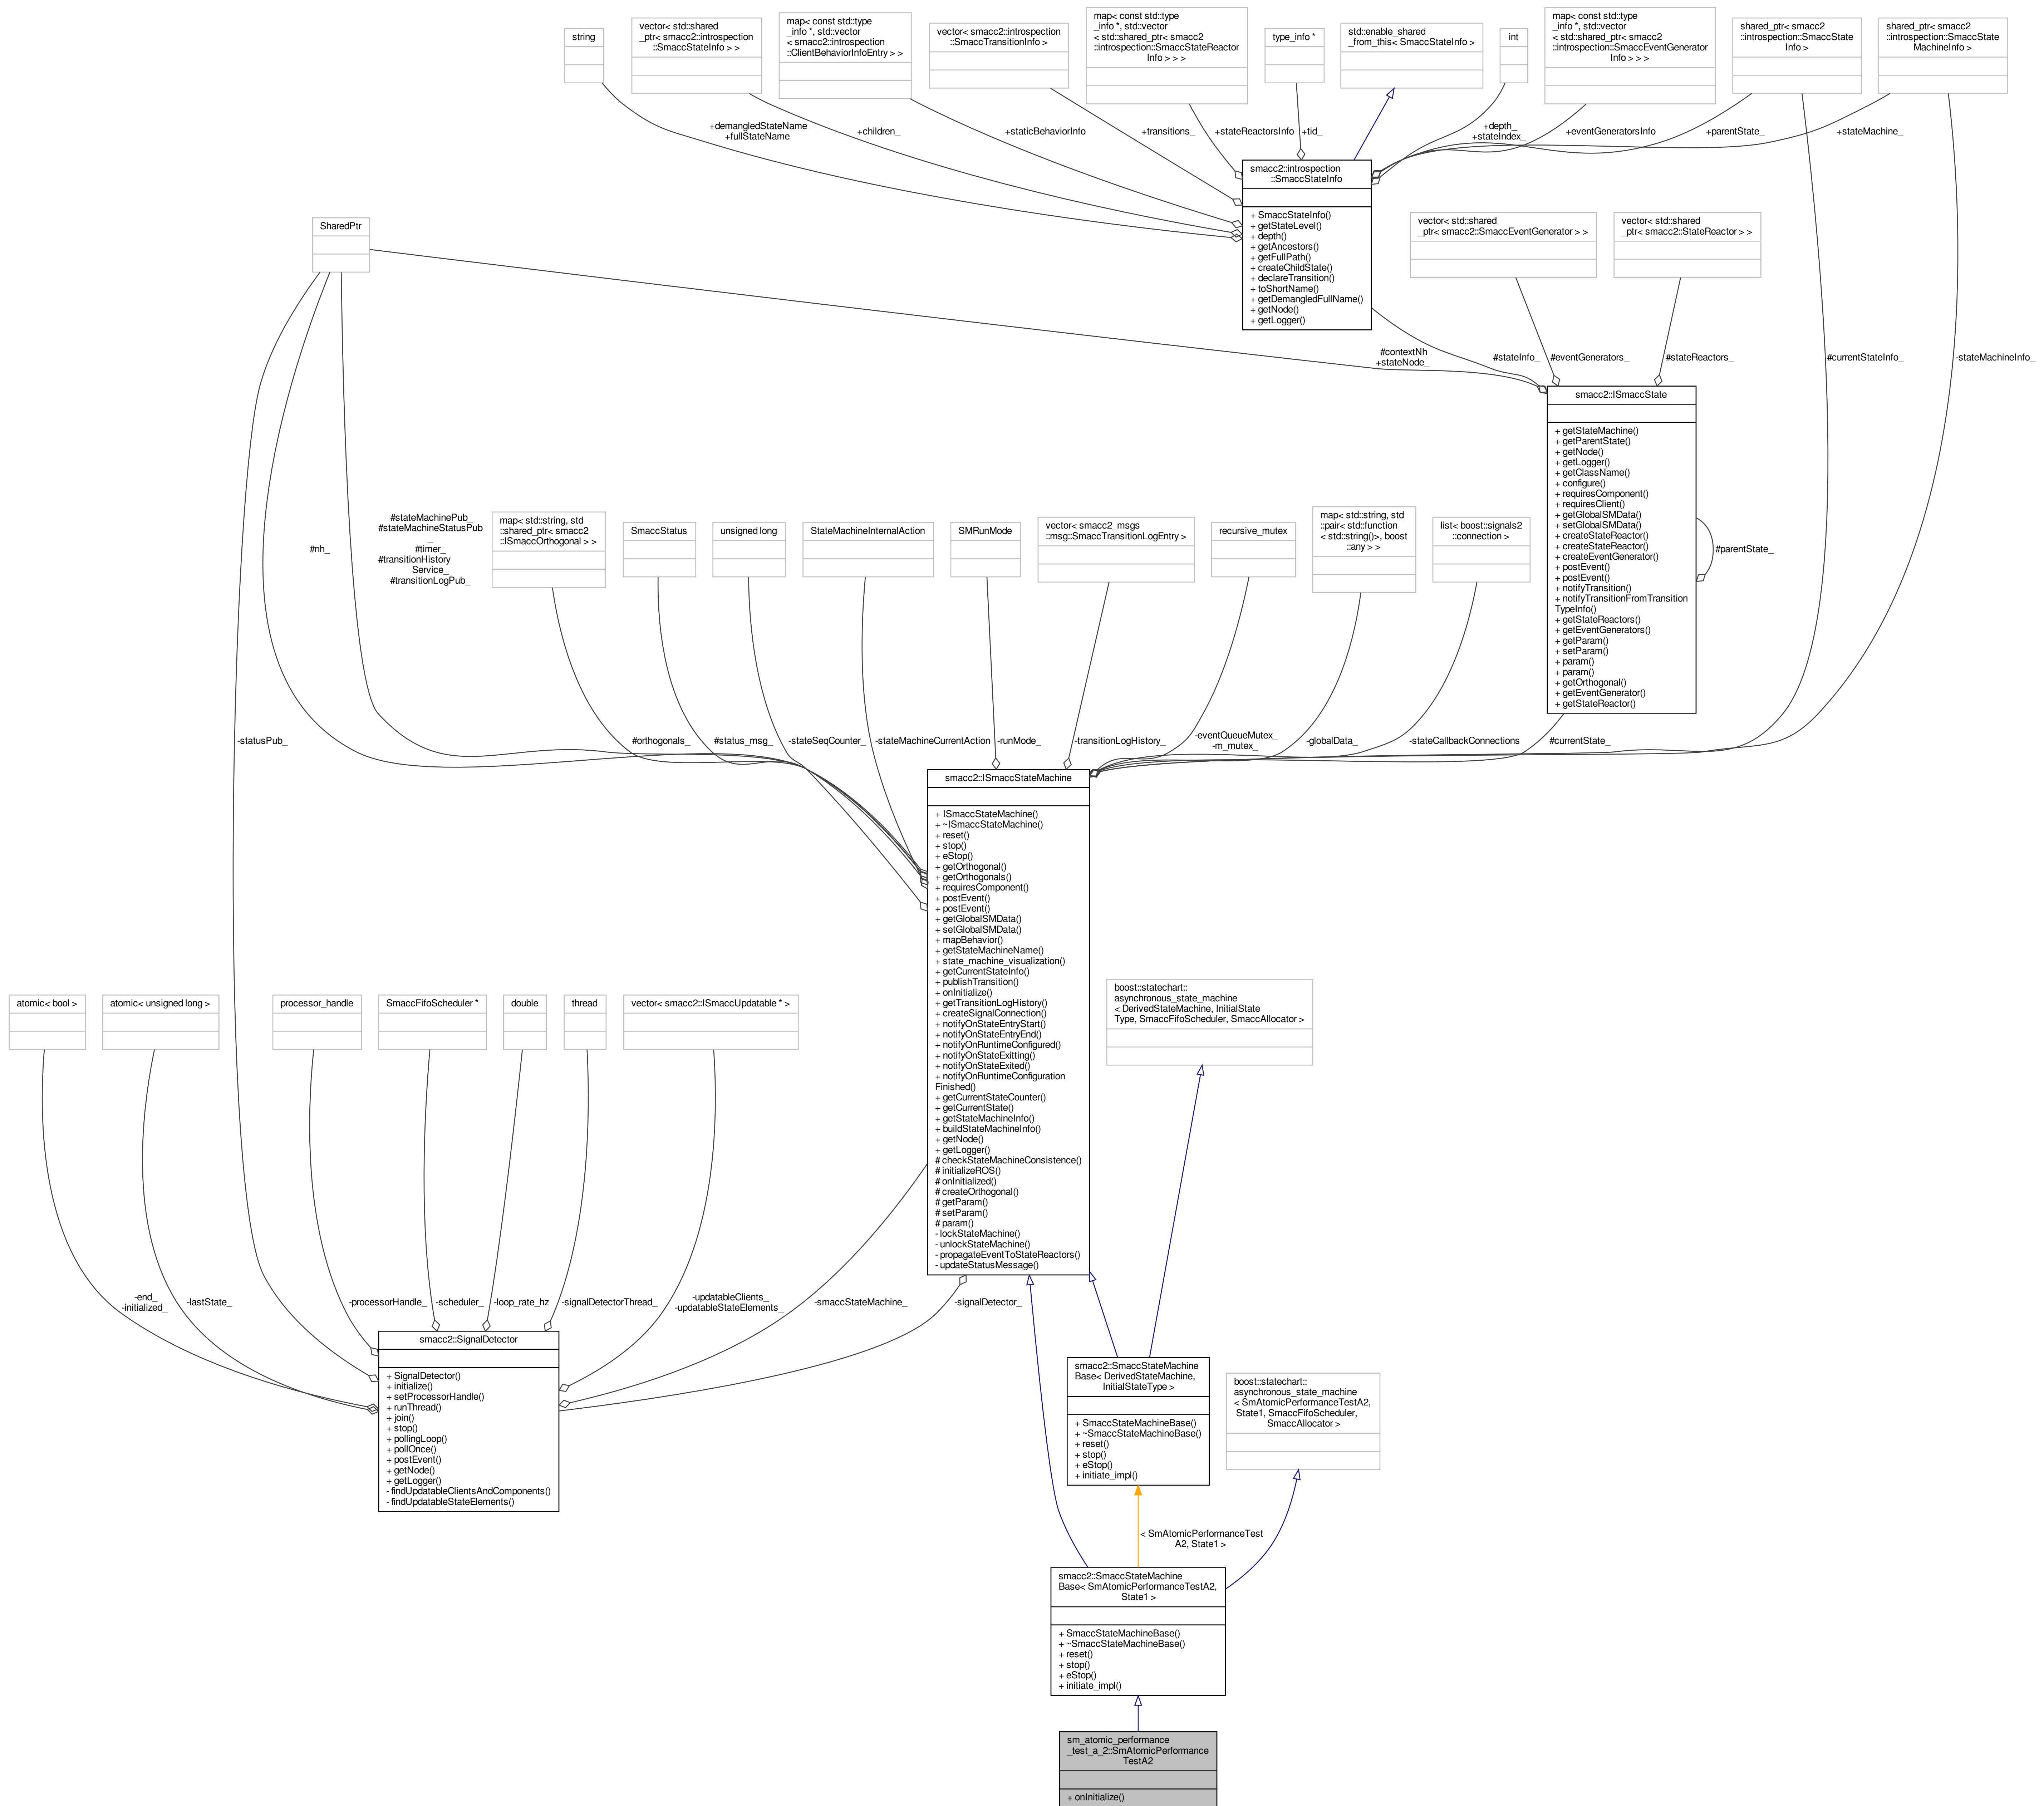 string
vector< std::shared
_ptr< smacc2::introspection
::SmaccStateInfo > >
map< const std::type
_info *, std::vector
< smacc2::introspection
::ClientBehaviorInfoEntry > >
vector< smacc2::introspection
::SmaccTransitionInfo >
map< const std::type
_info *, std::vector
< std::shared_ptr< smacc2
::introspection::SmaccStateReactor
Info > > >
type_info *
std::enable_shared
_from_this< SmaccStateInfo >
int
map< const std::type
_info *, std::vector
< std::shared_ptr< smacc2
::introspection::SmaccEventGenerator
Info > > >
shared_ptr< smacc2
::introspection::SmaccState
Info >
shared_ptr< smacc2
::introspection::SmaccState
MachineInfo >
+demangledStateName
+fullStateName
+children_
+staticBehaviorInfo
+transitions_
+stateReactorsInfo
+tid_
+depth_
+stateIndex_
+eventGeneratorsInfo
+parentState_
+stateMachine_
smacc2::introspection
::SmaccStateInfo
+ SmaccStateInfo()
+ getStateLevel()
+ depth()
+ getAncestors()
+ getFullPath()
+ createChildState()
+ declareTransition()
+ toShortName()
+ getDemangledFullName()
+ getNode()
+ getLogger()
SharedPtr
vector< std::shared
_ptr< smacc2::SmaccEventGenerator > >
vector< std::shared
_ptr< smacc2::StateReactor > >
#contextNh
+stateNode_
#stateInfo_
#eventGenerators_
#stateReactors_
#currentStateInfo_
-stateMachineInfo_
smacc2::ISmaccState
+ getStateMachine()
+ getParentState()
+ getNode()
+ getLogger()
+ getClassName()
+ configure()
+ requiresComponent()
+ requiresClient()
+ getGlobalSMData()
+ setGlobalSMData()
+ createStateReactor()
+ createStateReactor()
+ createEventGenerator()
+ postEvent()
+ postEvent()
+ notifyTransition()
+ notifyTransitionFromTransition
TypeInfo()
+ getStateReactors()
+ getEventGenerators()
+ getParam()
+ setParam()
+ param()
+ param()
+ getOrthogonal()
+ getEventGenerator()
+ getStateReactor()
#parentState_
#nh_
#stateMachinePub_
#stateMachineStatusPub
_
#timer_
#transitionHistory
Service_
#transitionLogPub_
map< std::string, std
::shared_ptr< smacc2
::ISmaccOrthogonal > >
SmaccStatus
unsigned long
StateMachineInternalAction
SMRunMode
vector< smacc2_msgs
::msg::SmaccTransitionLogEntry >
recursive_mutex
map< std::string, std
::pair< std::function
< std::string()>, boost
::any > >
list< boost::signals2
::connection >
-statusPub_
#orthogonals_
#status_msg_
-stateSeqCounter_
-stateMachineCurrentAction
-runMode_
-transitionLogHistory_
-eventQueueMutex_
-m_mutex_
-globalData_
-stateCallbackConnections
#currentState_
smacc2::ISmaccStateMachine
+ ISmaccStateMachine()
+ ~ISmaccStateMachine()
+ reset()
+ stop()
+ eStop()
+ getOrthogonal()
+ getOrthogonals()
+ requiresComponent()
+ postEvent()
+ postEvent()
+ getGlobalSMData()
+ setGlobalSMData()
+ mapBehavior()
+ getStateMachineName()
+ state_machine_visualization()
+ getCurrentStateInfo()
+ publishTransition()
+ onInitialize()
+ getTransitionLogHistory()
+ createSignalConnection()
+ notifyOnStateEntryStart()
+ notifyOnStateEntryEnd()
+ notifyOnRuntimeConfigured()
+ notifyOnStateExitting()
+ notifyOnStateExited()
+ notifyOnRuntimeConfiguration
Finished()
+ getCurrentStateCounter()
+ getCurrentState()
+ getStateMachineInfo()
+ buildStateMachineInfo()
+ getNode()
+ getLogger()
# checkStateMachineConsistence()
# initializeROS()
# onInitialized()
# createOrthogonal()
# getParam()
# setParam()
# param()
- lockStateMachine()
- unlockStateMachine()
- propagateEventToStateReactors()
- updateStatusMessage()
atomic< bool >
atomic< unsigned long >
processor_handle
SmaccFifoScheduler *
double
thread
vector< smacc2::ISmaccUpdatable * >
boost::statechart::
asynchronous_state_machine
< DerivedStateMachine, InitialState
Type, SmaccFifoScheduler, SmaccAllocator >
-end_
-initialized_
-lastState_
-processorHandle_
-scheduler_
-loop_rate_hz
-signalDetectorThread_
-updatableClients_
-updatableStateElements_
-smaccStateMachine_
-signalDetector_
smacc2::SignalDetector
+ SignalDetector()
+ initialize()
+ setProcessorHandle()
+ runThread()
+ join()
+ stop()
+ pollingLoop()
+ pollOnce()
+ postEvent()
+ getNode()
+ getLogger()
- findUpdatableClientsAndComponents()
- findUpdatableStateElements()
smacc2::SmaccStateMachine
Base< DerivedStateMachine,
InitialStateType >
+ SmaccStateMachineBase()
+ ~SmaccStateMachineBase()
+ reset()
+ stop()
+ eStop()
+ initiate_impl()
boost::statechart::
asynchronous_state_machine
< SmAtomicPerformanceTestA2,
State1, SmaccFifoScheduler,
SmaccAllocator >
< SmAtomicPerformanceTest
A2, State1 >
smacc2::SmaccStateMachine
Base< SmAtomicPerformanceTestA2,
State1 >
+ SmaccStateMachineBase()
+ ~SmaccStateMachineBase()
+ reset()
+ stop()
+ eStop()
+ initiate_impl()
sm_atomic_performance
_test_a_2::SmAtomicPerformance
TestA2
+ onInitialize()